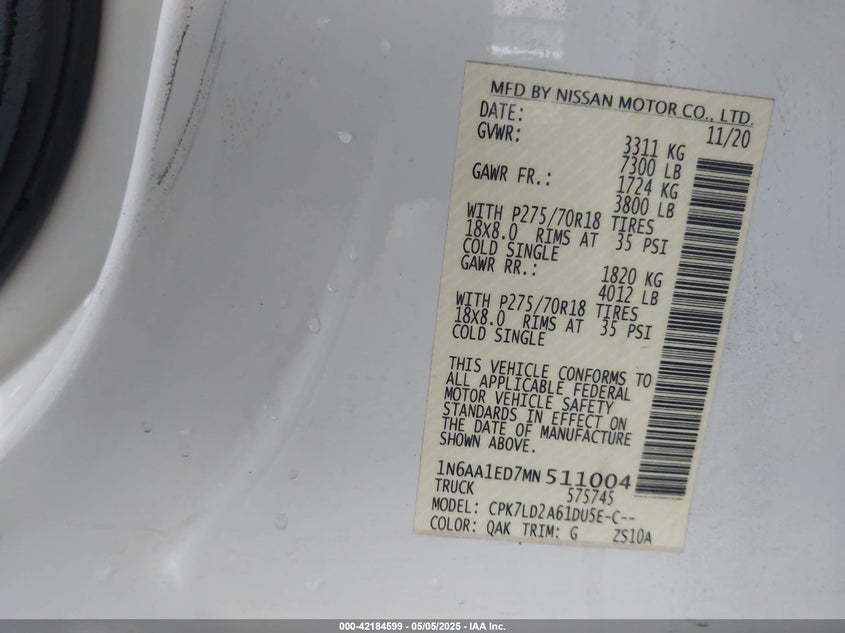 MFD BY NISSAN MOTOR CO., LTD.
DATE: 11/20
GVWR: 3311 KG
7300 LB
GAWR FR.: 1724 KG
3800 LB
WITH P275/70R18 TIRES
18X8.0 RIMS AT 35 PSI
COLD SINGLE
GAWR RR.: 1820 KG
4012 LB
WITH P275/70R18 TIRES
18X8.0 RIMS AT 35 PSI
COLD SINGLE
THIS VEHICLE CONFORMS TO
ALL APPLICABLE FEDERAL
MOTOR VEHICLE SAFETY
STANDARDS IN EFFECT ON
THE DATE OF MANUFACTURE
SHOWN ABOVE.
1N6AA1ED7MN511004
TRUCK 575745
MODEL: CPK7LD2A61DU5E-C--
COLOR: QAK TRIM: G ZS10A
000-42184599 - 05/05/2025 - IAA Inc.